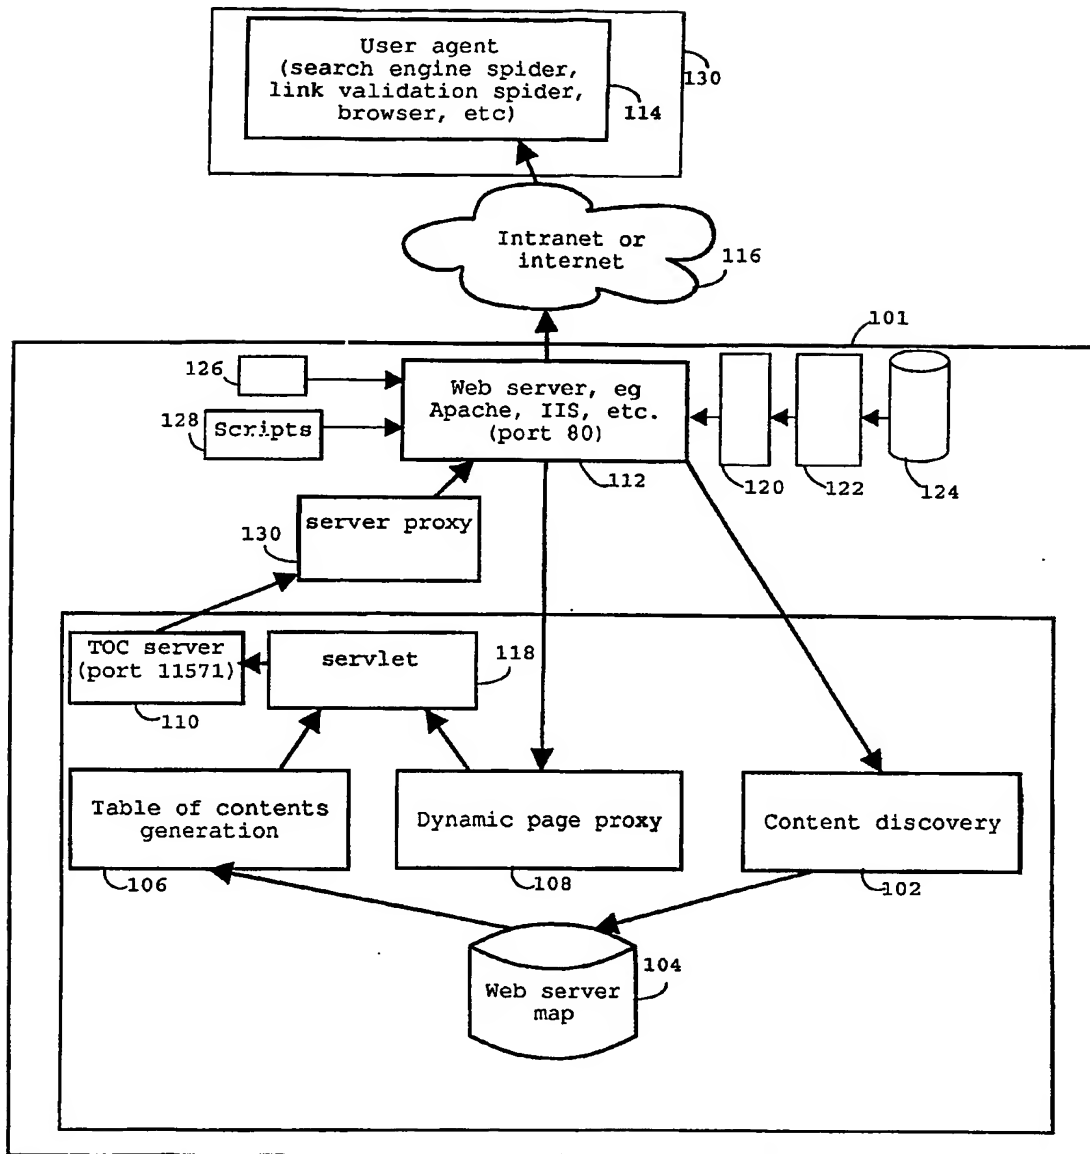 User agent
(search engine spider,
link validation spider,
browser, etc)
130
114
Intranet or
internet
116
101
126
Web server, eg
Apache, IIS, etc.
(port 80)
128
Scripts
112
120
122
124
server proxy
130
TOC server
(port 11571)
servlet
118
110
Table of contents
generation
Dynamic page proxy
Content discovery
106
108
102
104
Web server
map